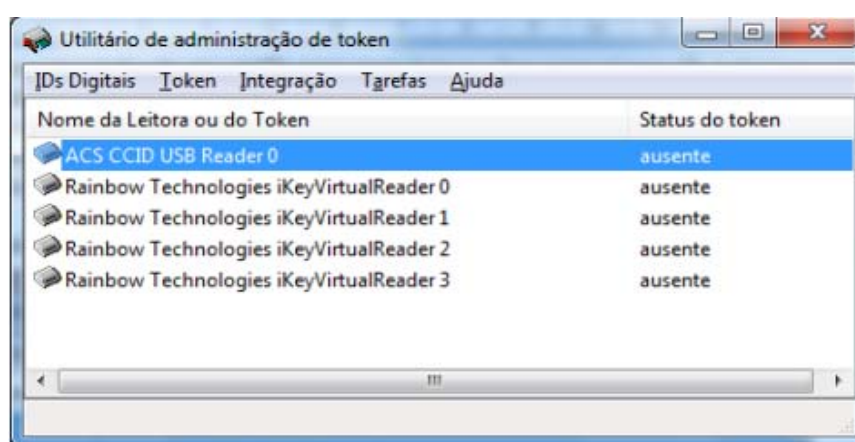 Utilitário de administração de token
IDs Digitais Token Integração Tarefas Ajuda
Nome da Leitora ou do Token Status do token
ACS CCID USB Reader 0 ausente
Rainbow Technologies iKeyVirtualReader 0 ausente
Rainbow Technologies iKeyVirtualReader 1 ausente
Rainbow Technologies iKeyVirtualReader 2 ausente
Rainbow Technologies iKeyVirtualReader 3 ausente